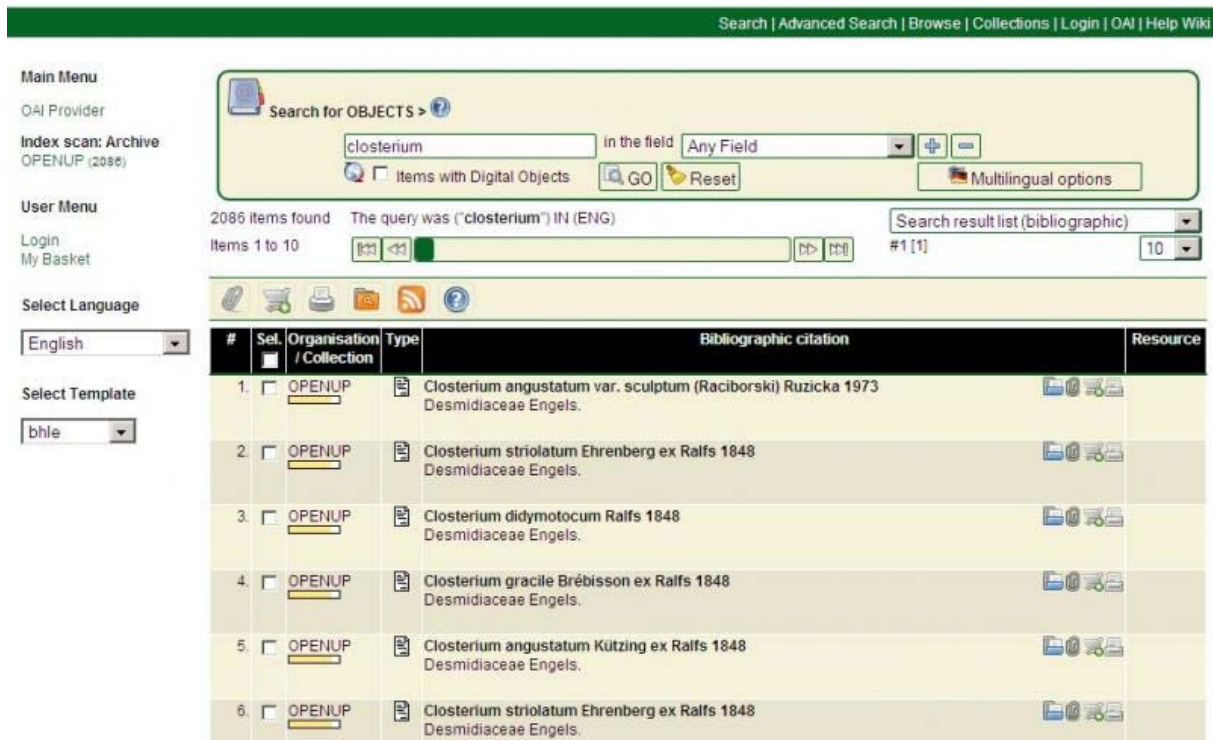 Search | Advanced Search | Browse | Collections | Login | OAI | Help Wiki
Main Menu
OAI Provider
Index scan: Archive
OPENUP (2086)
User Menu
Login
My Basket
Select Language
English
Select Template
bhle
Search for OBJECTS >
closterium in the field Any Field
Items with Digital Objects GO Reset Multilingual options
2086 items found The query was ("closterium") IN (ENG) Search result list (bibliographic)
Items 1 to 10 #1 [1] 10
# Sel. Organisation / Collection Type Bibliographic citation Resource
1. OPENUP Closterium angustatum var. sculptum (Raciborski) Ruzicka 1973
Desmidiaceae Engels.
2. OPENUP Closterium striolatum Ehrenberg ex Ralfs 1848
Desmidiaceae Engels.
3. OPENUP Closterium didymotocum Ralfs 1848
Desmidiaceae Engels.
4. OPENUP Closterium gracile Brébisson ex Ralfs 1848
Desmidiaceae Engels.
5. OPENUP Closterium angustatum Kützing ex Ralfs 1848
Desmidiaceae Engels.
6. OPENUP Closterium striolatum Ehrenberg ex Ralfs 1848
Desmidiaceae Engels.